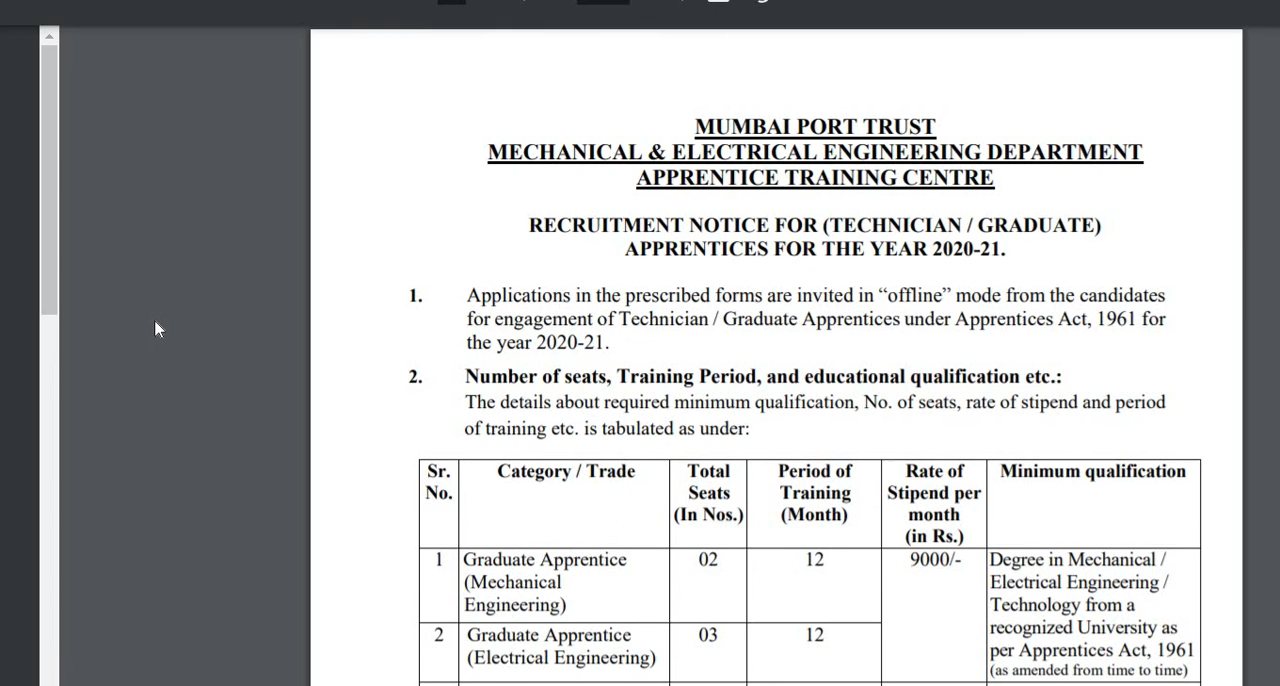 MUMBAI PORT TRUST
MECHANICAL & ELECTRICAL ENGINEERING DEPARTMENT
APPRENTICE TRAINING CENTRE
RECRUITMENT NOTICE FOR (TECHNICIAN / GRADUATE)
APPRENTICES FOR THE YEAR 2020-21.
1. Applications in the prescribed forms are invited in “offline” mode from the candidates
for engagement of Technician / Graduate Apprentices under Apprentices Act, 1961 for
the year 2020-21.
2. Number of seats, Training Period, and educational qualification etc.:
The details about required minimum qualification, No. of seats, rate of stipend and period
of training etc. is tabulated as under:
Sr.
No.
Category / Trade
Total
Seats
(In Nos.)
Period of
Training
(Month)
Rate of
Stipend per
month
(in Rs.)
Minimum qualification
1
Graduate Apprentice
(Mechanical
Engineering)
02
12
9000/-
Degree in Mechanical /
Electrical Engineering /
Technology from a
recognized University as
per Apprentices Act, 1961
(as amended from time to time)
2
Graduate Apprentice
(Electrical Engineering)
03
12